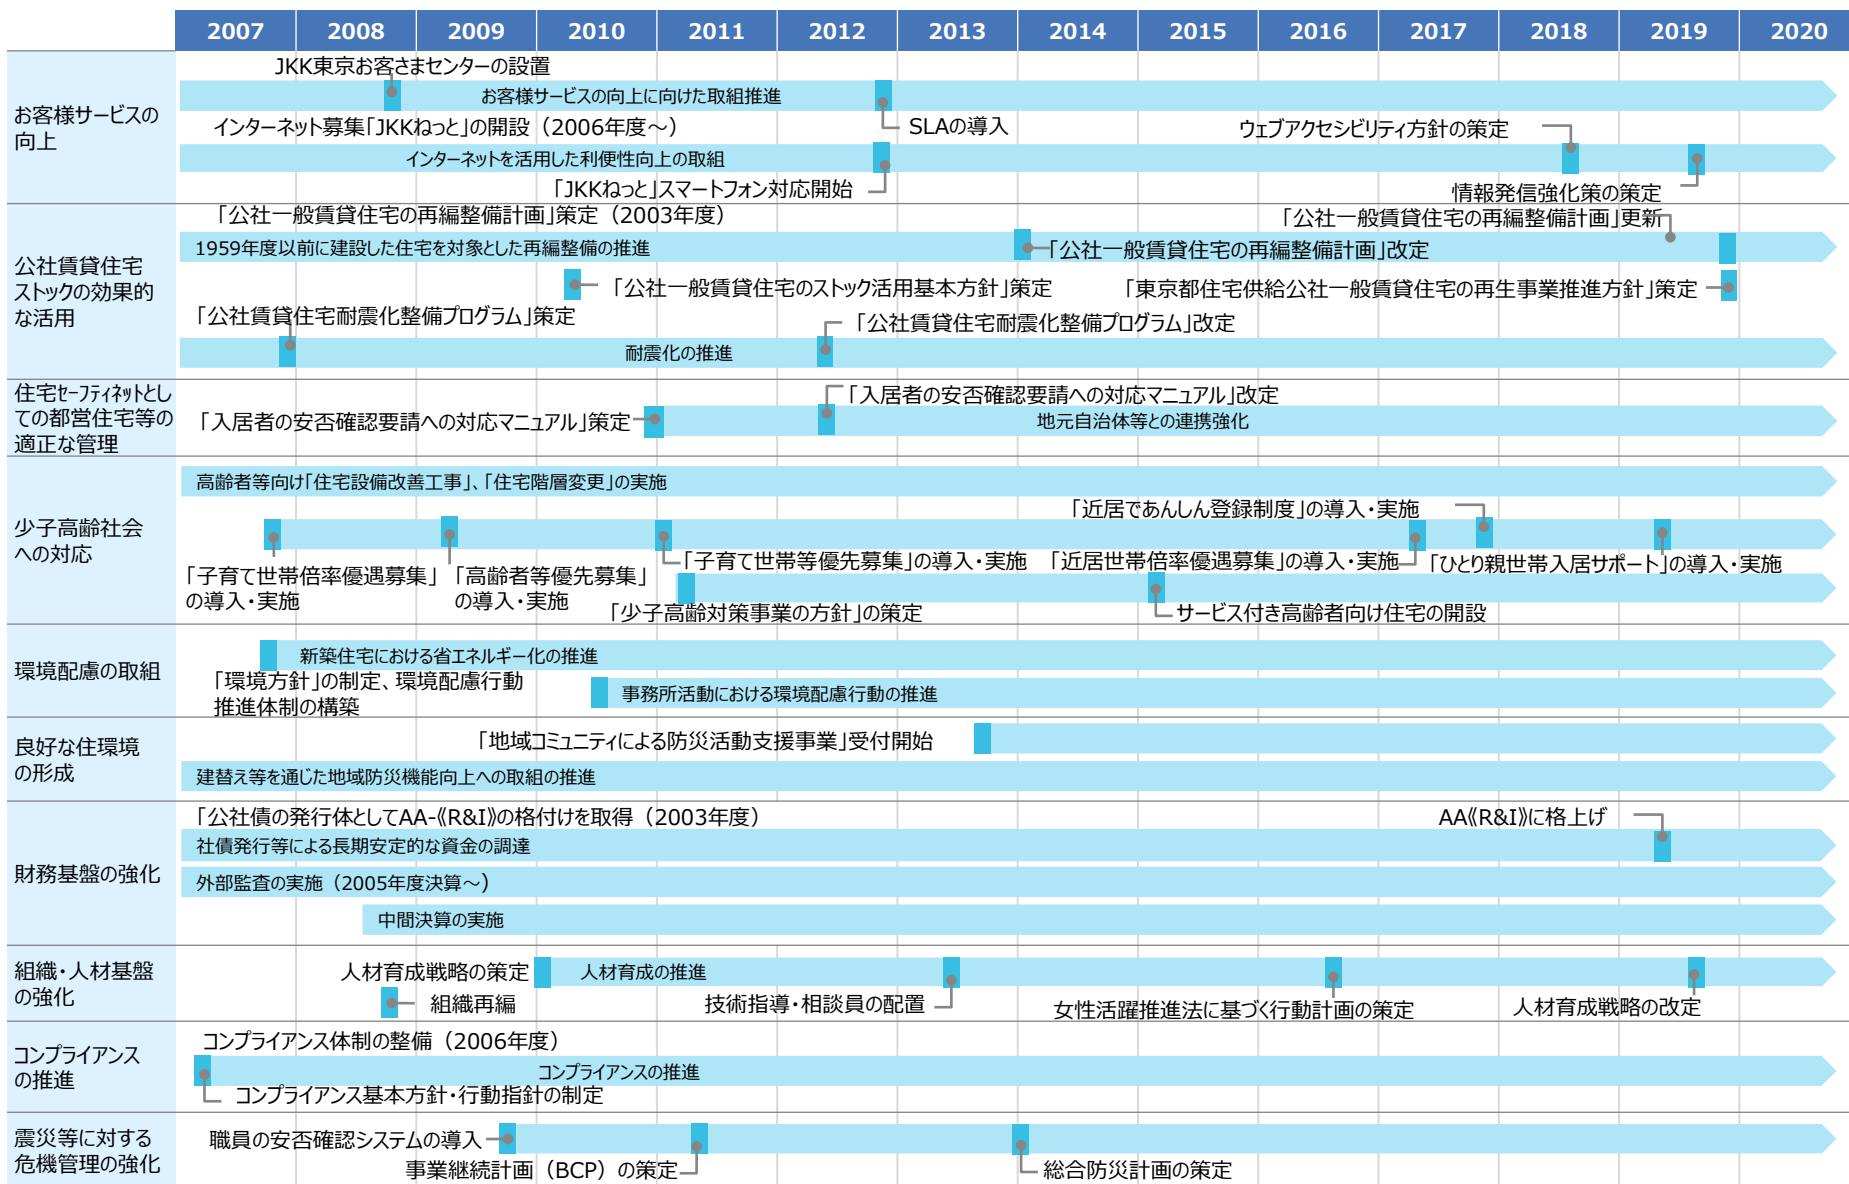 2007 2008 2009 2010 2011 2012 2013 2014 2015 2016 2017 2018 2019 2020
お客様サービスの
向上
JKK東京お客さまセンターの設置
お客様サービスの向上に向けた取組推進
インターネット募集「JKKねっと」の開設（2006年度～）
SLAの導入
ウェブアクセシビリティ方針の策定
インターネットを活用した利便性向上の取組
「JKKねっと」スマートフォン対応開始
情報発信強化策の策定
公社賃貸住宅
ストックの効果的
な活用
「公社一般賃貸住宅の再編整備計画」策定（2003年度）
「公社一般賃貸住宅の再編整備計画」更新
1959年度以前に建設した住宅を対象とした再編整備の推進
「公社一般賃貸住宅の再編整備計画」改定
「公社一般賃貸住宅のストック活用基本方針」策定
「東京都住宅供給公社一般賃貸住宅の再生事業推進方針」策定
「公社賃貸住宅耐震化整備プログラム」策定
「公社賃貸住宅耐震化整備プログラム」改定
耐震化の推進
住宅ｾｰﾌﾃｨﾈｯﾄとし
ての都営住宅等の
適正な管理
「入居者の安否確認要請への対応マニュアル」改定
「入居者の安否確認要請への対応マニュアル」策定
地元自治体等との連携強化
少子高齢社会
への対応
高齢者等向け「住宅設備改善工事」、「住宅階層変更」の実施
「近居であんしん登録制度」の導入・実施
「子育て世帯倍率優遇募集」
の導入・実施
「高齢者等優先募集」
の導入・実施
「子育て世帯等優先募集」の導入・実施
「近居世帯倍率優遇募集」の導入・実施
「ひとり親世帯入居サポート」の導入・実施
「少子高齢対策事業の方針」の策定
サービス付き高齢者向け住宅の開設
環境配慮の取組
新築住宅における省エネルギー化の推進
「環境方針」の制定、環境配慮行動
推進体制の構築
事務所活動における環境配慮行動の推進
良好な住環境
の形成
「地域コミュニティによる防災活動支援事業」受付開始
建替え等を通じた地域防災機能向上への取組の推進
財務基盤の強化
「公社債の発行体としてAA-《R&I》の格付けを取得（2003年度）
AA《R&I》に格上げ
社債発行等による長期安定的な資金の調達
外部監査の実施（2005年度決算～）
中間決算の実施
組織・人材基盤
の強化
人材育成戦略の策定
人材育成の推進
組織再編
技術指導・相談員の配置
女性活躍推進法に基づく行動計画の策定
人材育成戦略の改定
コンプライアンス
の推進
コンプライアンス体制の整備（2006年度）
コンプライアンスの推進
コンプライアンス基本方針・行動指針の制定
震災等に対する
危機管理の強化
職員の安否確認システムの導入
事業継続計画（BCP）の策定
総合防災計画の策定